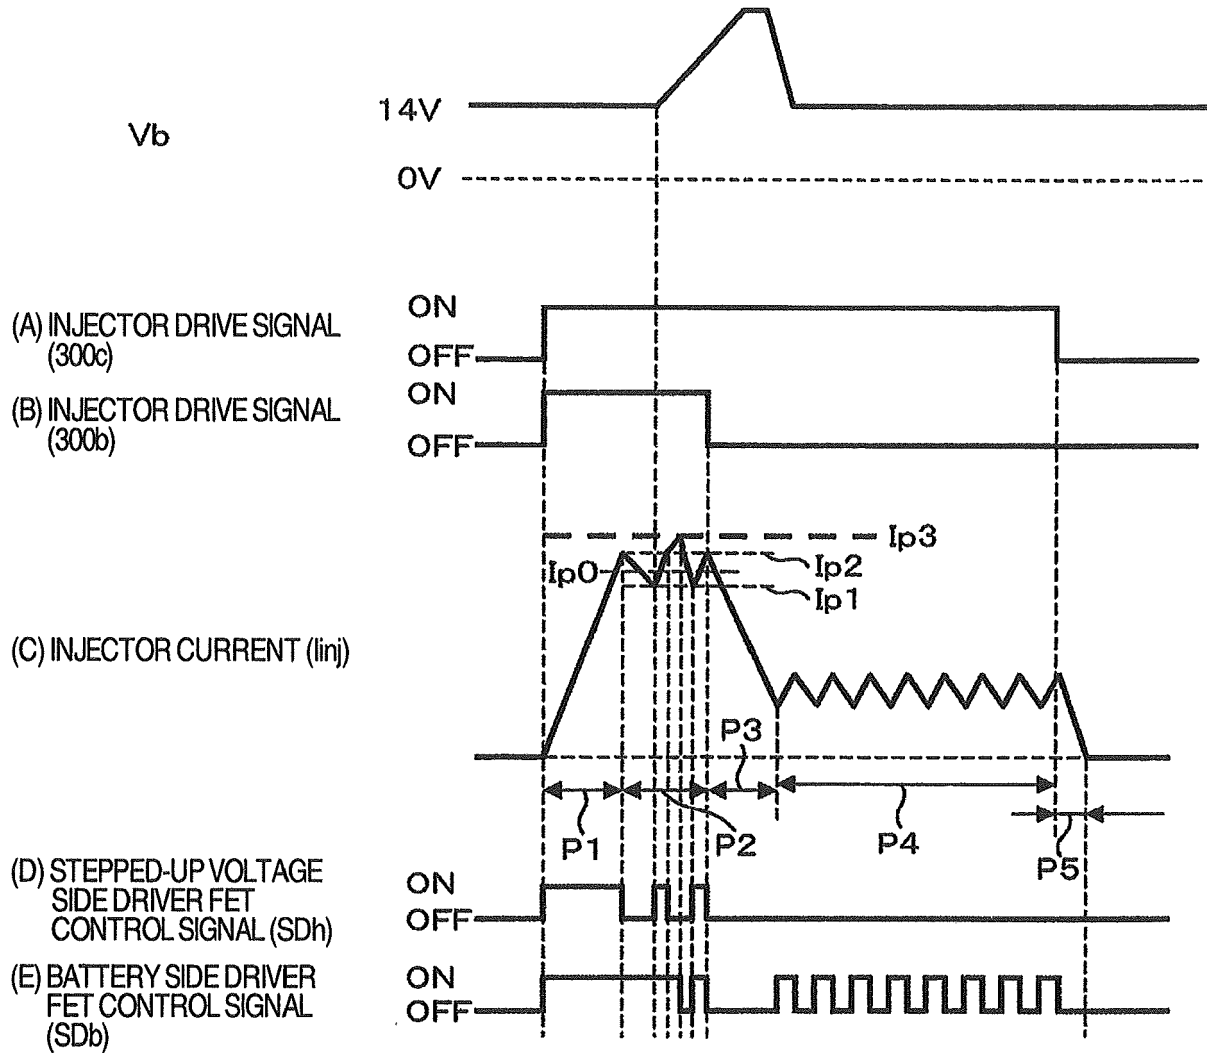 14V
Vb
0V
(A) INJECTOR DRIVE SIGNAL
(300c)
ON
OFF
(B) INJECTOR DRIVE SIGNAL
(300b)
ON
OFF
Ip3
Ip0
Ip2
Ip1
(C) INJECTOR CURRENT (Iinj)
P3
P1
P2
P4
P5
(D) STEPPED-UP VOLTAGE
SIDE DRIVER FET
CONTROL SIGNAL (SDh)
ON
OFF
(E) BATTERY SIDE DRIVER
FET CONTROL SIGNAL
(SDb)
ON
OFF